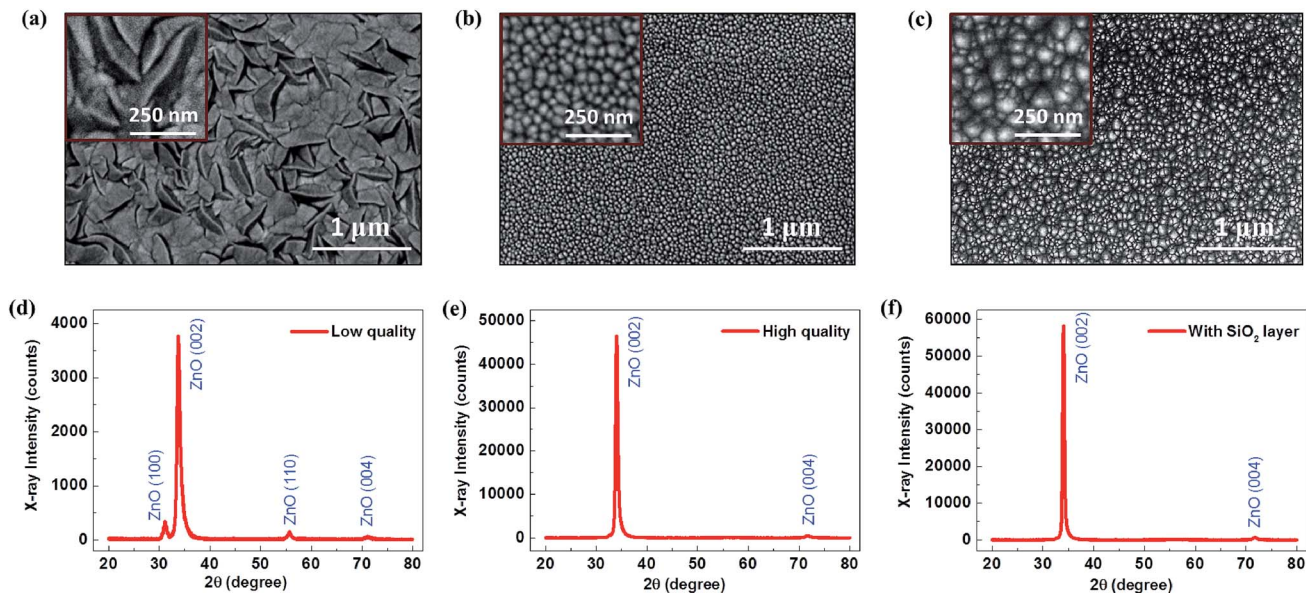 (a)
250 nm
1 μm
(b)
250 nm
1 μm
(c)
250 nm
1 μm
(d)
X-ray Intensity (counts)
4000
3000
2000
1000
0
ZnO (100)
ZnO (002)
ZnO (110)
ZnO (004)
Low quality
20 30 40 50 60 70 80
2θ (degree)
(e)
X-ray Intensity (counts)
50000
40000
30000
20000
10000
0
ZnO (002)
ZnO (004)
High quality
20 30 40 50 60 70 80
2θ (degree)
(f)
X-ray Intensity (counts)
60000
50000
40000
30000
20000
10000
0
ZnO (002)
ZnO (004)
With SiO₂ layer
20 30 40 50 60 70 80
2θ (degree)